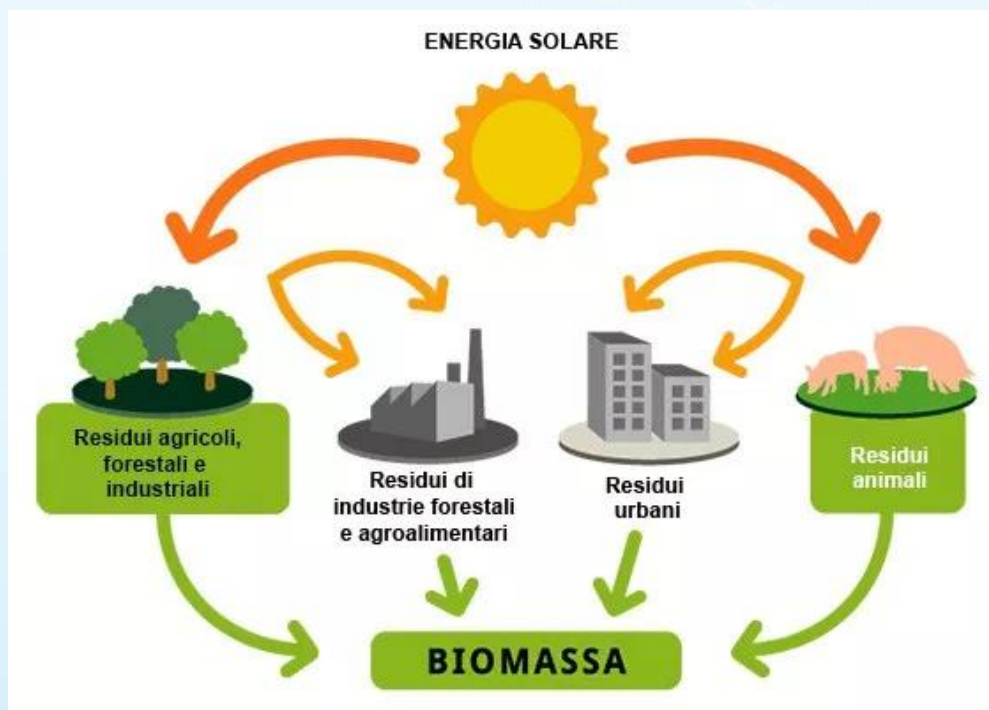 ENERGIA SOLARE
Residui agricoli,
forestali e
industriali
Residui di
industrie forestali
e agroalimentari
Residui
urbani
Residui
animali
BIOMASSA